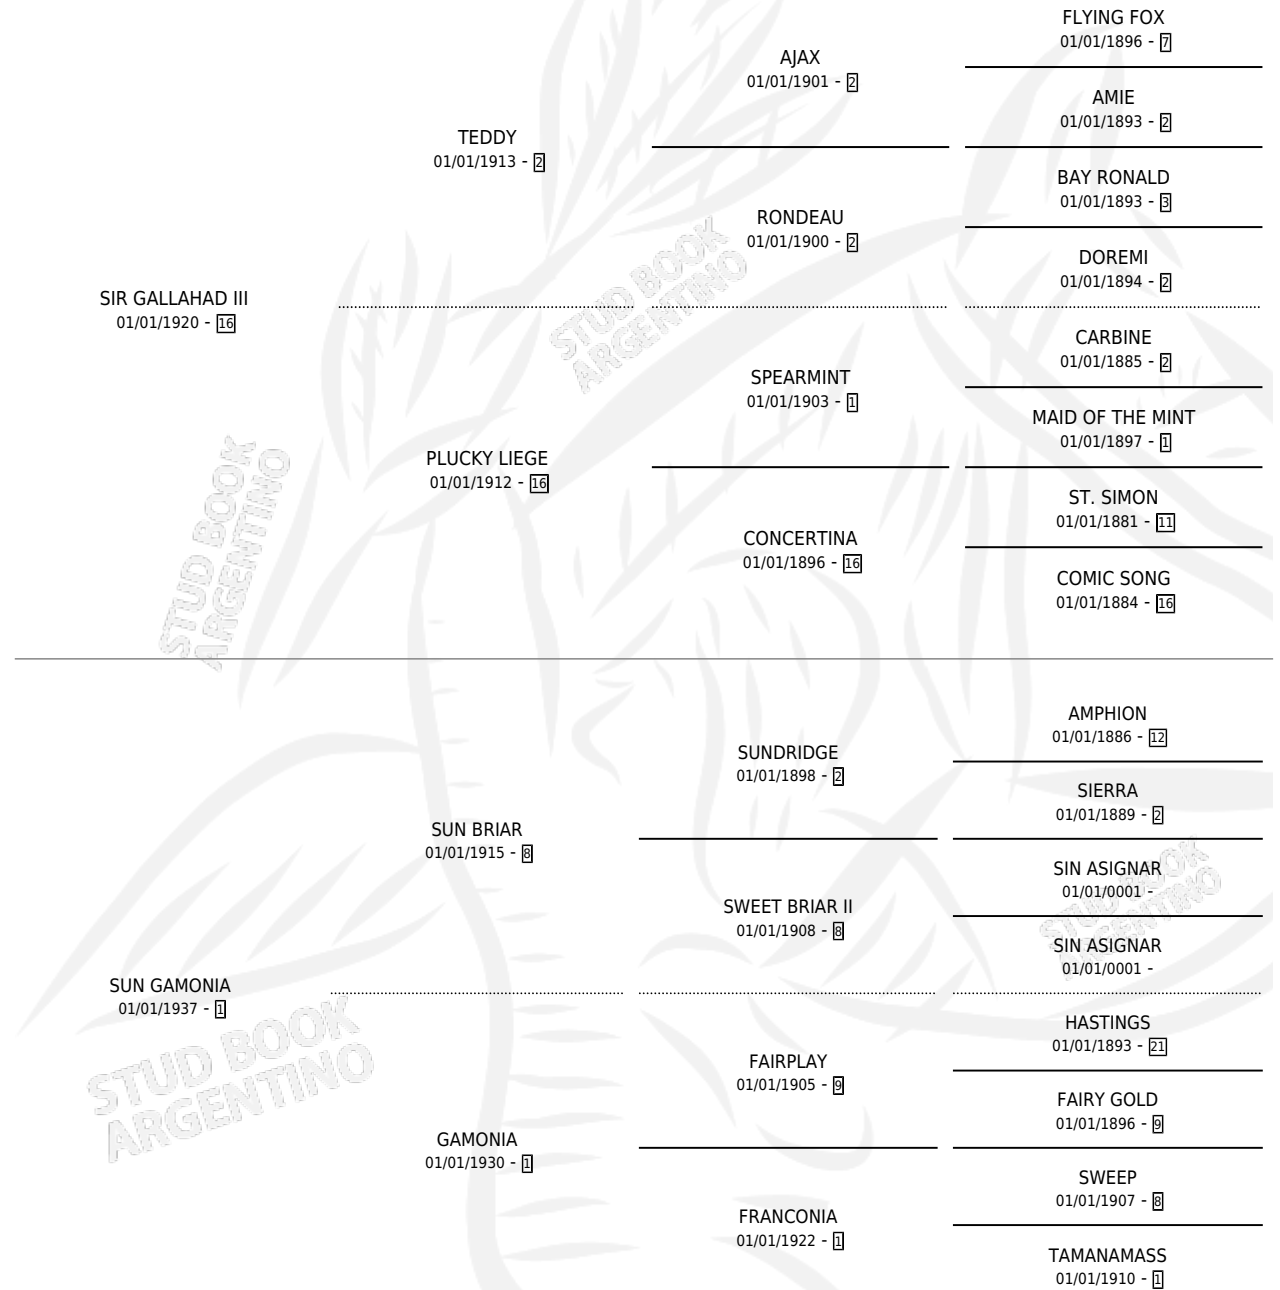 FLYING FOX
01/01/1896 - 7
AJAX
01/01/1901 - 2
AMIE
01/01/1893 - 2
TEDDY
01/01/1913 - 2
BAY RONALD
01/01/1893 - 3
RONDEAU
01/01/1900 - 2
DOREMI
01/01/1894 - 2
SIR GALLAHAD III
01/01/1920 - 16
STUD BOOK
ARGENTINO
CARBINE
01/01/1885 - 2
SPEARMINT
01/01/1903 - 1
MAID OF THE MINT
01/01/1897 - 1
PLUCKY LIEGE
01/01/1912 - 16
ST. SIMON
01/01/1881 - 11
CONCERTINA
01/01/1896 - 16
COMIC SONG
01/01/1884 - 16
STUD BOOK
ARGENTINO
AMPHION
01/01/1886 - 12
SUNDRIDGE
01/01/1898 - 2
SIERRA
01/01/1889 - 2
SUN BRIAR
01/01/1915 - 8
SIN ASIGNAR
01/01/0001 -
SWEET BRIAR II
01/01/1908 - 8
STUD BOOK
ARGENTINO
SIN ASIGNAR
01/01/0001 -
SUN GAMONIA
01/01/1937 - 1
STUD BOOK
ARGENTINO
HASTINGS
01/01/1893 - 21
FAIRPLAY
01/01/1905 - 9
FAIRY GOLD
01/01/1896 - 9
GAMONIA
01/01/1930 - 1
SWEEP
01/01/1907 - 8
FRANCONIA
01/01/1922 - 1
TAMANAMASS
01/01/1910 - 1